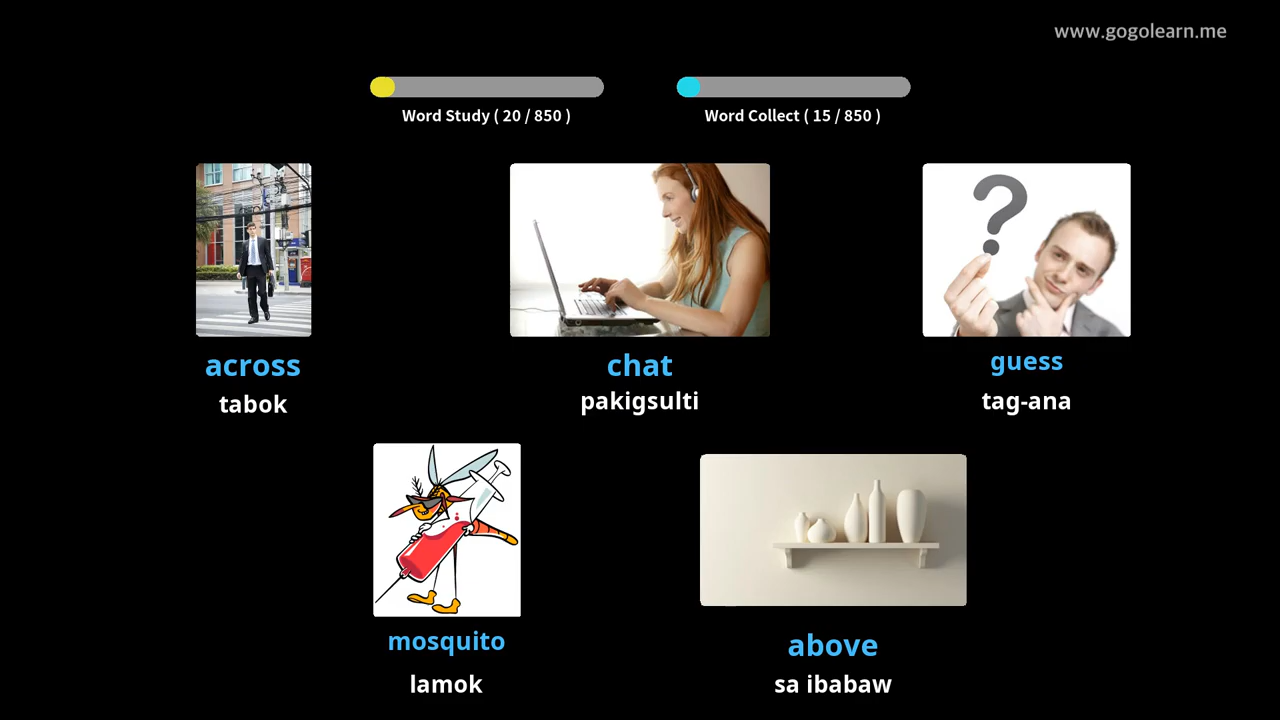 www.gogolearn.me
Word Study ( 20 / 850 )
Word Collect ( 15 / 850 )
across
tabok
chat
pakigsulti
guess
tag-ana
mosquito
lamok
above
sa ibabaw